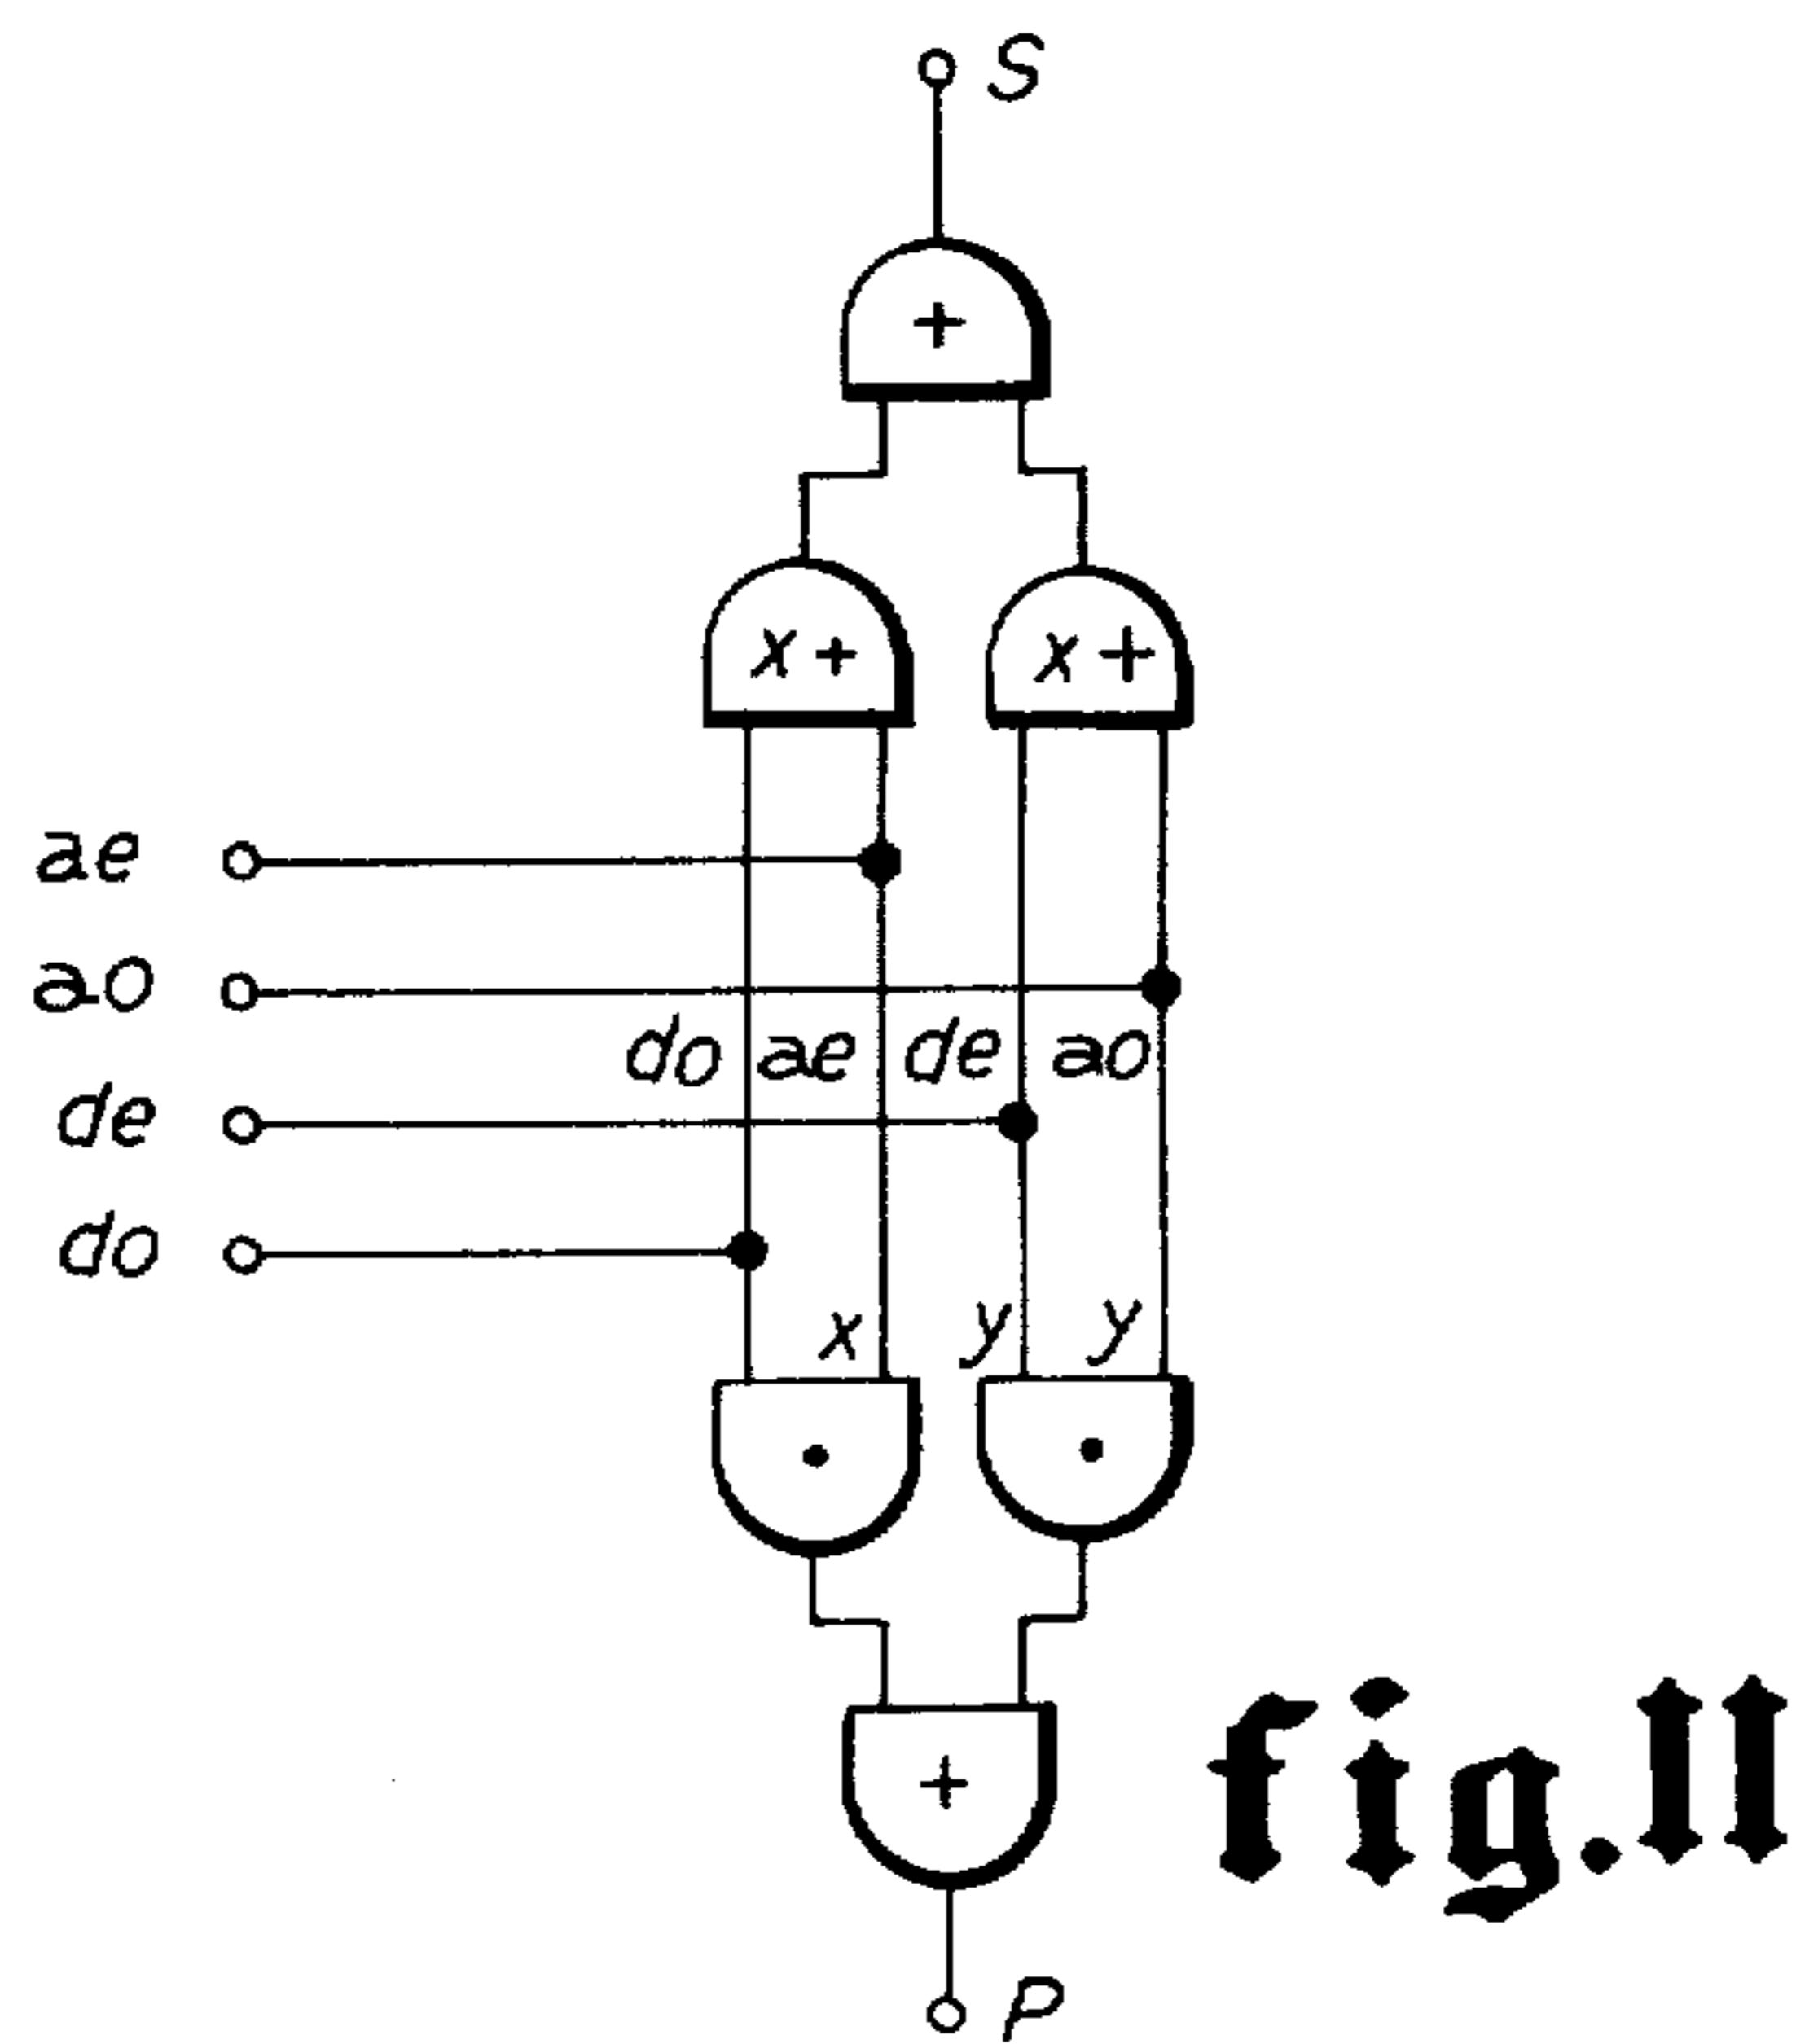 S
+
x + x +
ae
ao
do ae de ao
de
do
x y y
• •
+
fig.11
P